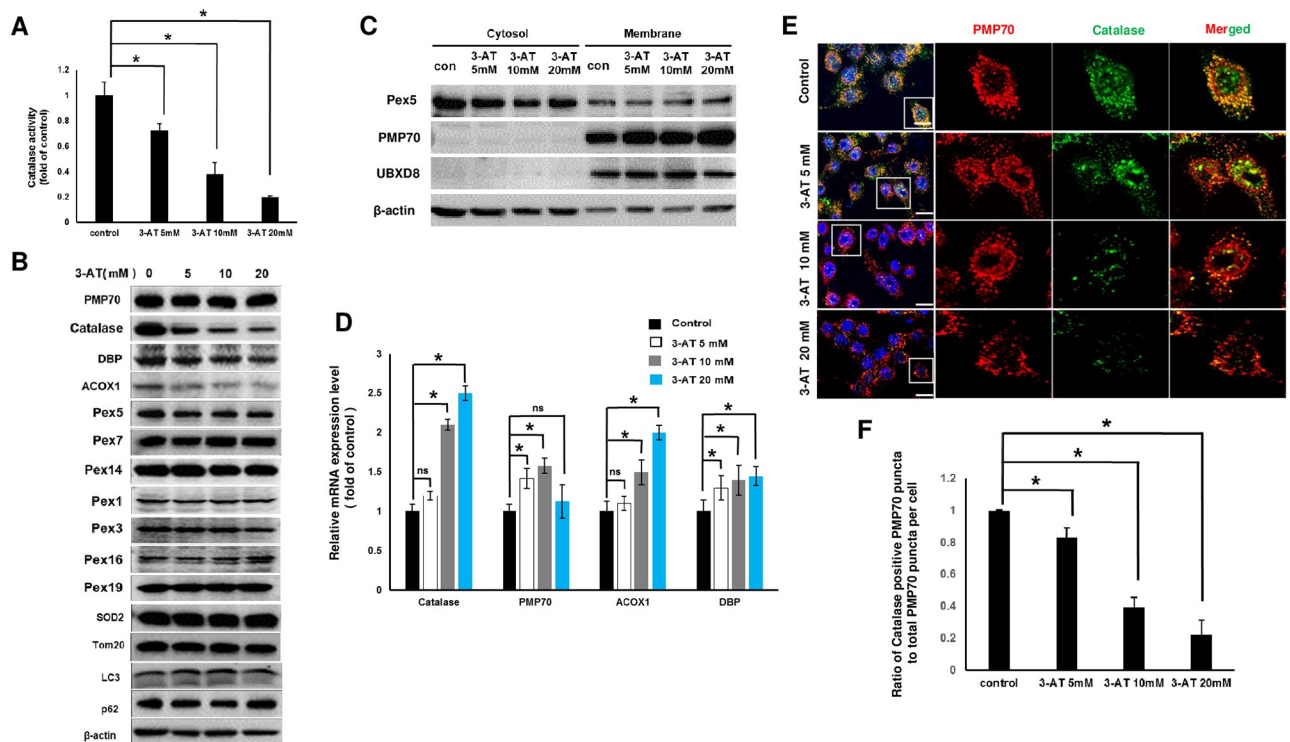 A
*
*
*
Catalase activity
(fold of control)
1.2
1
0.8
0.6
0.4
0.2
0
control
3-AT 5mM
3-AT 10mM
3-AT 20mM
B
3-AT( mM ) 0 5 10 20
PMP70
Catalase
DBP
ACOX1
Pex5
Pex7
Pex14
Pex1
Pex3
Pex16
Pex19
SOD2
Tom20
LC3
p62
β-actin
C
Cytosol Membrane
con 3-AT 5mM 3-AT 10mM 3-AT 20mM con 3-AT 5mM 3-AT 10mM 3-AT 20mM
Pex5
PMP70
UBXD8
β-actin
D
Control
3-AT 5 mM
3-AT 10 mM
3-AT 20 mM
Relative mRNA expression level
( fold of control )
3
2.5
2
1.5
1
0.5
0
ns * *
* * ns
ns * *
* * *
Catalase
PMP70
ACOX1
DBP
E
PMP70 Catalase Merged
Control
3-AT 5 mM
3-AT 10 mM
3-AT 20 mM
F
*
*
*
Ratio of Catalase positive PMP70 puncta
to total PMP70 puncta per cell
1.2
1
0.8
0.6
0.4
0.2
0
control
3-AT 5mM
3-AT 10mM
3-AT 20mM